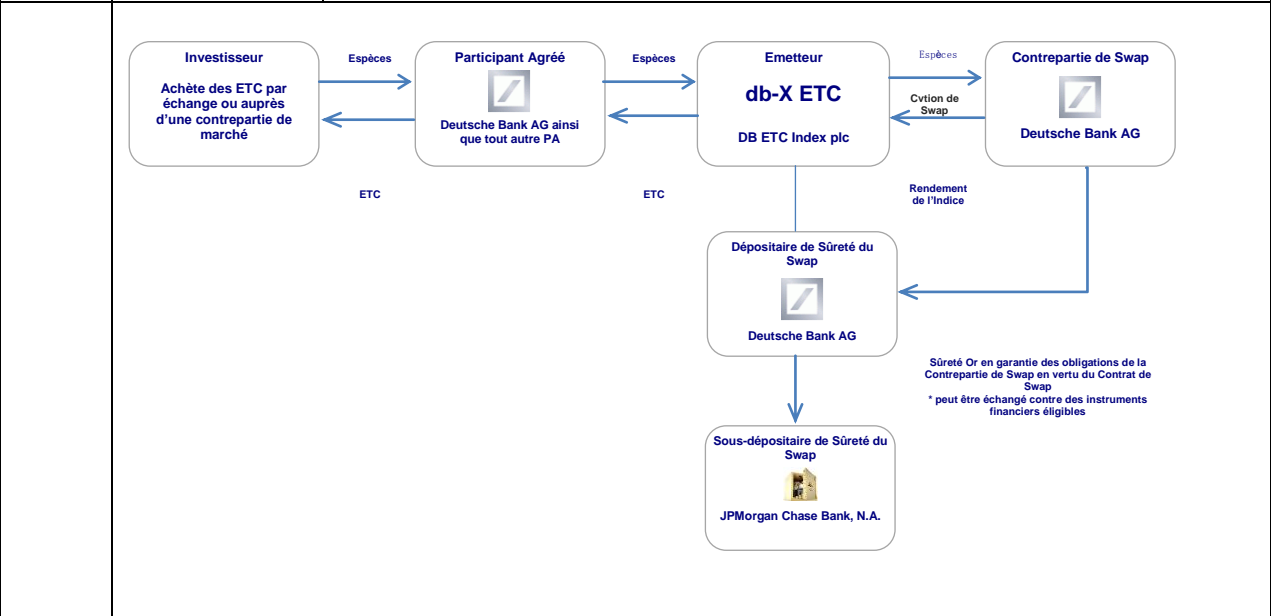 Investisseur
Achète des ETC par
échange ou auprès
d'une contrepartie de
marché
Espèces
ETC
Participant Agréé
Deutsche Bank AG ainsi
que tout autre PA
Espèces
ETC
Emetteur
db-X ETC
DB ETC Index plc
Espèces
Cvtion de
Swap
Rendement
de l'Indice
Contrepartie de Swap
Deutsche Bank AG
Dépositaire de Sûreté du
Swap
Deutsche Bank AG
Sûreté Or en garantie des obligations de la
Contrepartie de Swap en vertu du Contrat de
Swap
* peut être échangé contre des instruments
financiers éligibles
Sous-dépositaire de Sûreté du
Swap
JPMorgan Chase Bank, N.A.